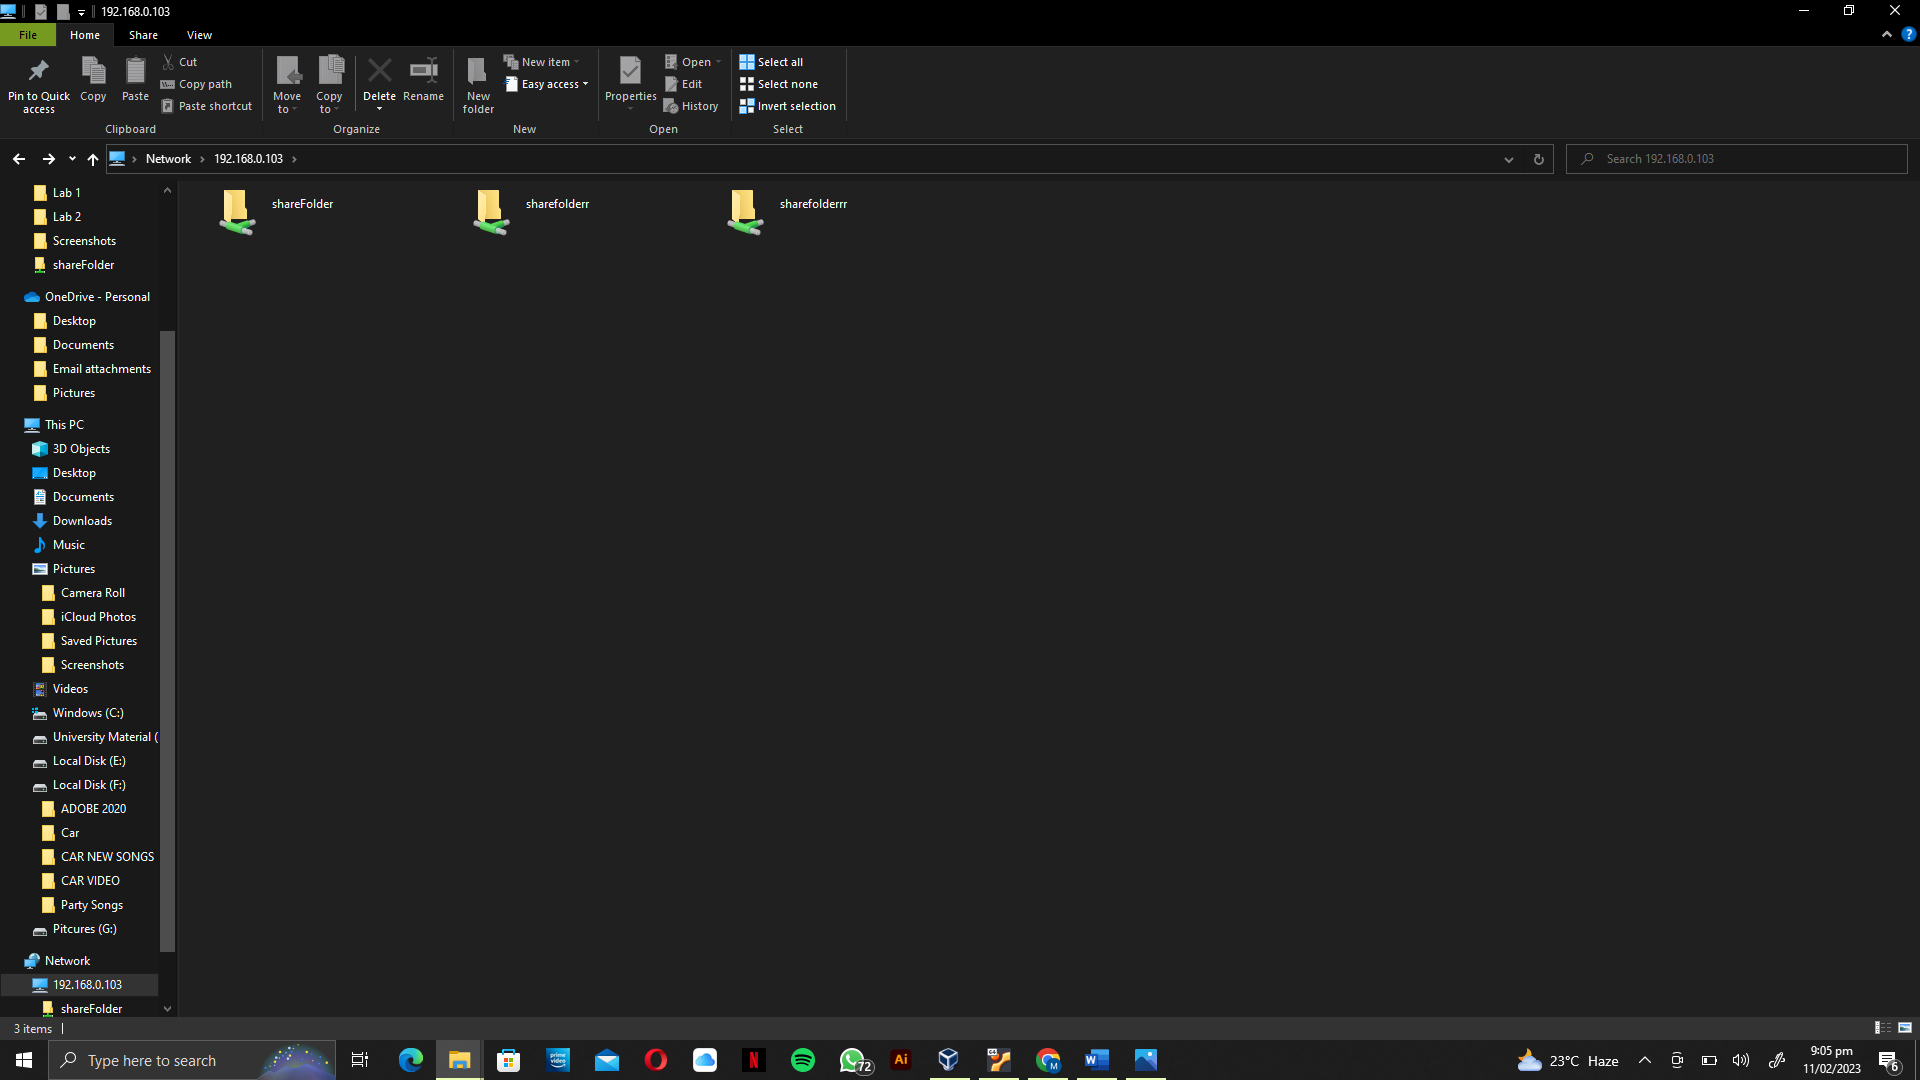 192.168.0.103
File
Home
Share
View
Pin to Quick
access
Copy
Paste
Cut
Copy path
Paste shortcut
Clipboard
Move
to
Copy
to
Delete
Rename
Organize
New
folder
New item
Easy access
New
Properties
Open
Edit
History
Open
Select all
Select none
Invert selection
Select
Network
192.168.0.103
Search 192.168.0.103
Lab 1
Lab 2
Screenshots
shareFolder
OneDrive - Personal
Desktop
Documents
Email attachments
Pictures
This PC
3D Objects
Desktop
Documents
Downloads
Music
Pictures
Camera Roll
iCloud Photos
Saved Pictures
Screenshots
Videos
Windows (C:)
University Material (
Local Disk (E:)
Local Disk (F:)
ADOBE 2020
Car
CAR NEW SONGS
CAR VIDEO
Party Songs
Pitcures (G:)
Network
192.168.0.103
shareFolder
shareFolder
sharefolderr
sharefolderrr
3 items
Type here to search
prime
video
N
72
Ai
M
W
23°C Haze
9:05 pm
11/02/2023
6